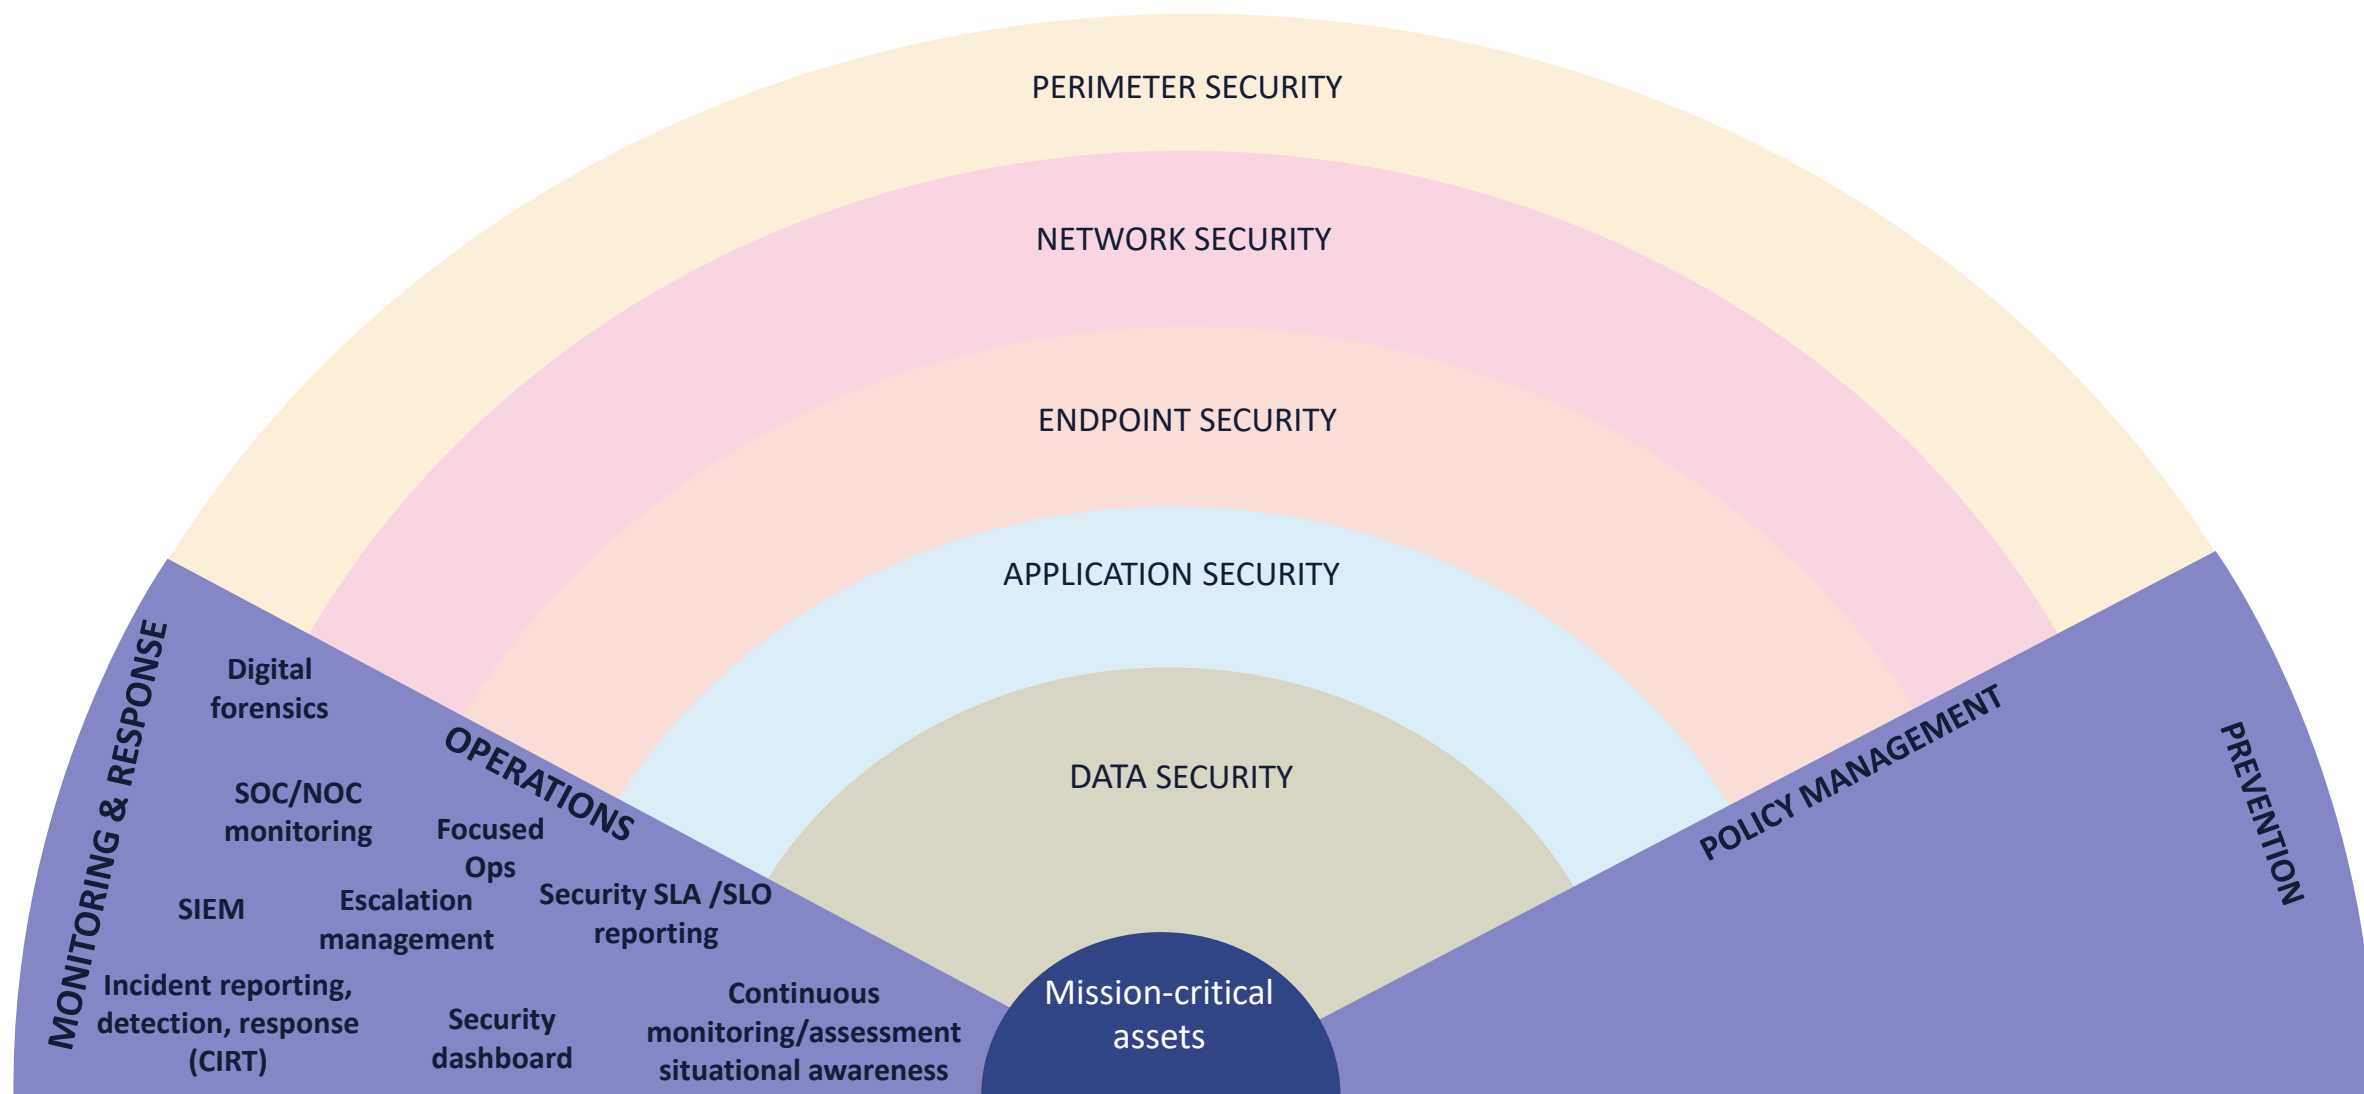 PERIMETER SECURITY
NETWORK SECURITY
ENDPOINT SECURITY
APPLICATION SECURITY
DATA SECURITY
Mission-critical
assets
MONITORING & RESPONSE
OPERATIONS
Digital
forensics
SOC/NOC
monitoring
Focused
Ops
SIEM
Escalation
management
Security SLA /SLO
reporting
Incident reporting,
detection, response
(CIRT)
Security
dashboard
Continuous
monitoring/assessment
situational awareness
POLICY MANAGEMENT
PREVENTION